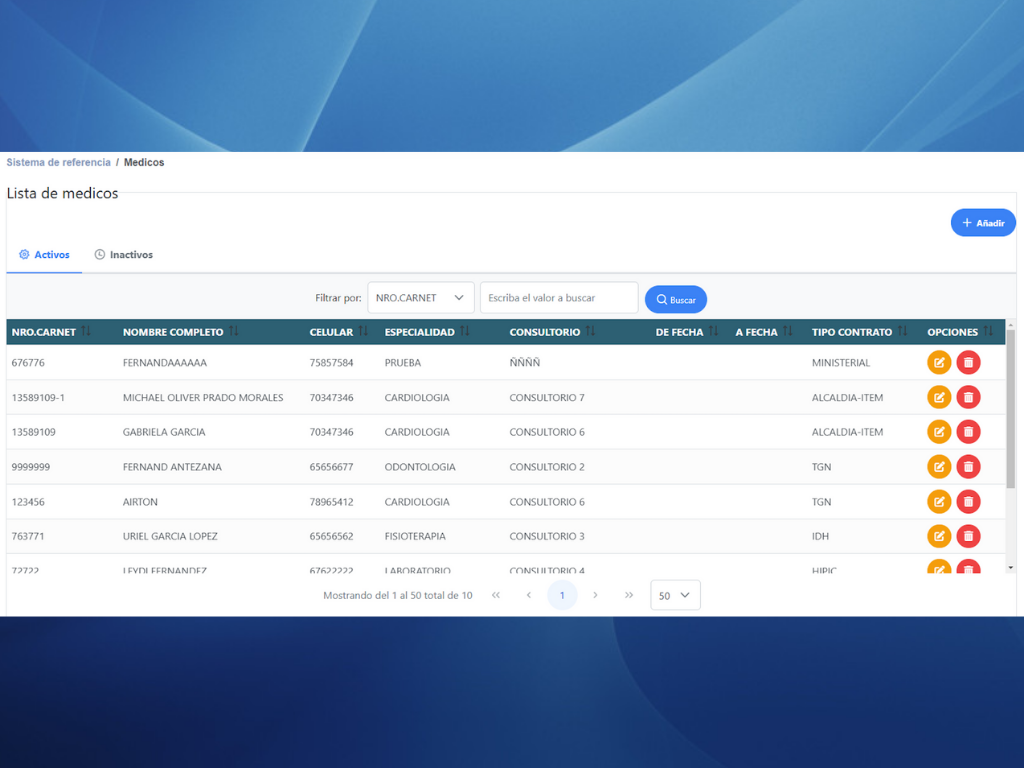 Sistema de referencia / Medicos
Lista de medicos
Añadir
Activos Inactivos
Filtrar por: NRO.CARNET Escriba el valor a buscar Buscar
NRO.CARNET NOMBRE COMPLETO CELULAR ESPECIALIDAD CONSULTORIO DE FECHA A FECHA TIPO CONTRATO OPCIONES
676776 FERNANDAAAAAA 75857584 PRUEBA ÑÑÑÑ MINISTERIAL
13589109-1 MICHAEL OLIVER PRADO MORALES 70347346 CARDIOLOGIA CONSULTORIO 7 ALCALDIA-ITEM
13589109 GABRIELA GARCIA 70347346 CARDIOLOGIA CONSULTORIO 6 ALCALDIA-ITEM
9999999 FERNAND ANTEZANA 65656677 ODONTOLOGIA CONSULTORIO 2 TGN
123456 AIRTON 78965412 CARDIOLOGIA CONSULTORIO 6 TGN
763771 URIEL GARCIA LOPEZ 65656562 FISIOTERAPIA CONSULTORIO 3 IDH
72722 LEYDI FERNANDEZ 67622222 LABORATORIO CONSULTORIO 4 HIPIC
Mostrando del 1 al 50 total de 10 « ‹ 1 › » 50